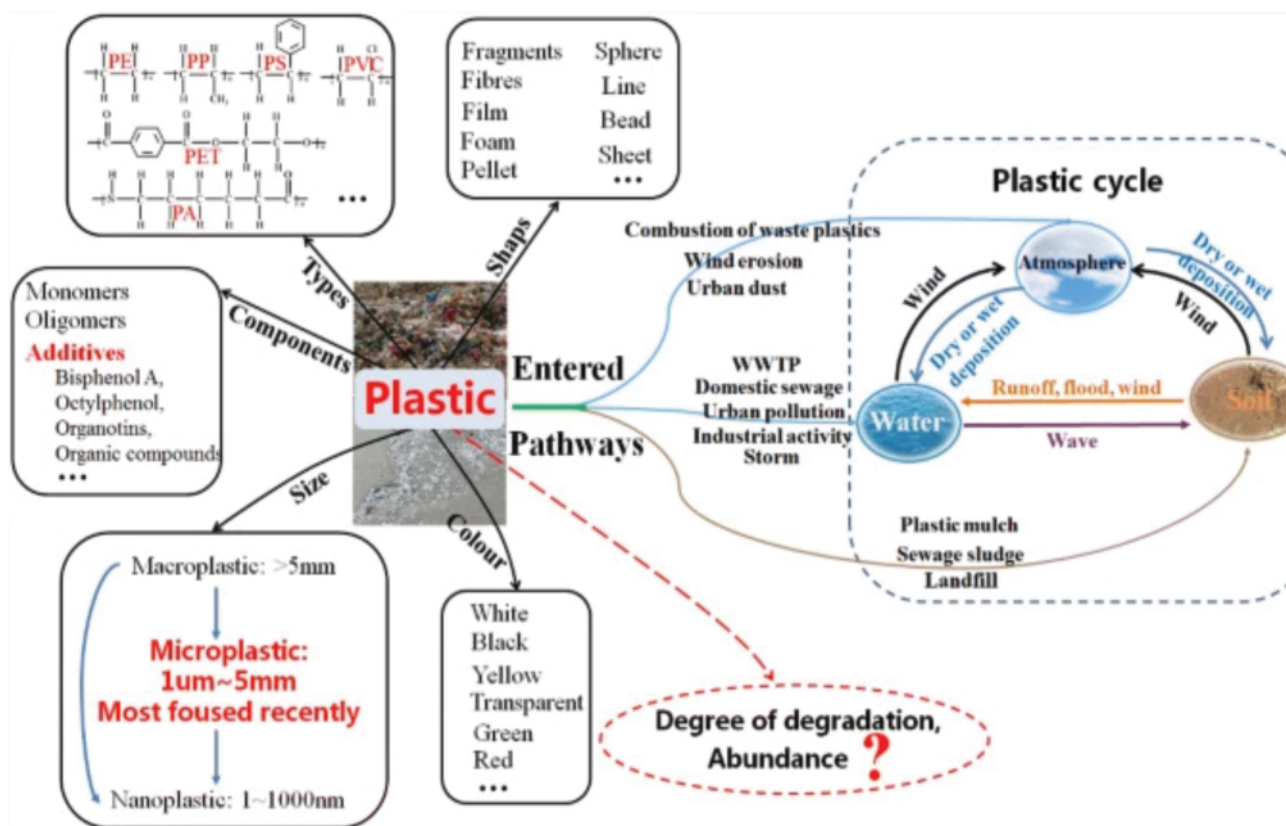 PE
PP
PS
PVC
PET
PA
...
Types
Fragments
Fibres
Film
Foam
Pellet
Sphere
Line
Bead
Sheet
...
Shaps
Monomers
Oligomers
Additives
Bisphenol A,
Octylphenol,
Organotins,
Organic compounds
...
Components
Plastic
Size
Macroplastic: >5mm
Microplastic:
1um~5mm
Most foused recently
Nanoplastic: 1~1000nm
Colour
White
Black
Yellow
Transparent
Green
Red
...
Degree of degradation,
Abundance ?
Entered
Pathways
Combustion of waste plastics
Wind erosion
Urban dust
WWTP
Domestic sewage
Urban pollution
Industrial activity
Storm
Plastic mulch
Sewage sludge
Landfill
Plastic cycle
Atmosphere
Wind
Dry or wet
deposition
Dry or wet
deposition
Wind
Water
Runoff, flood, wind
Wave
Soil